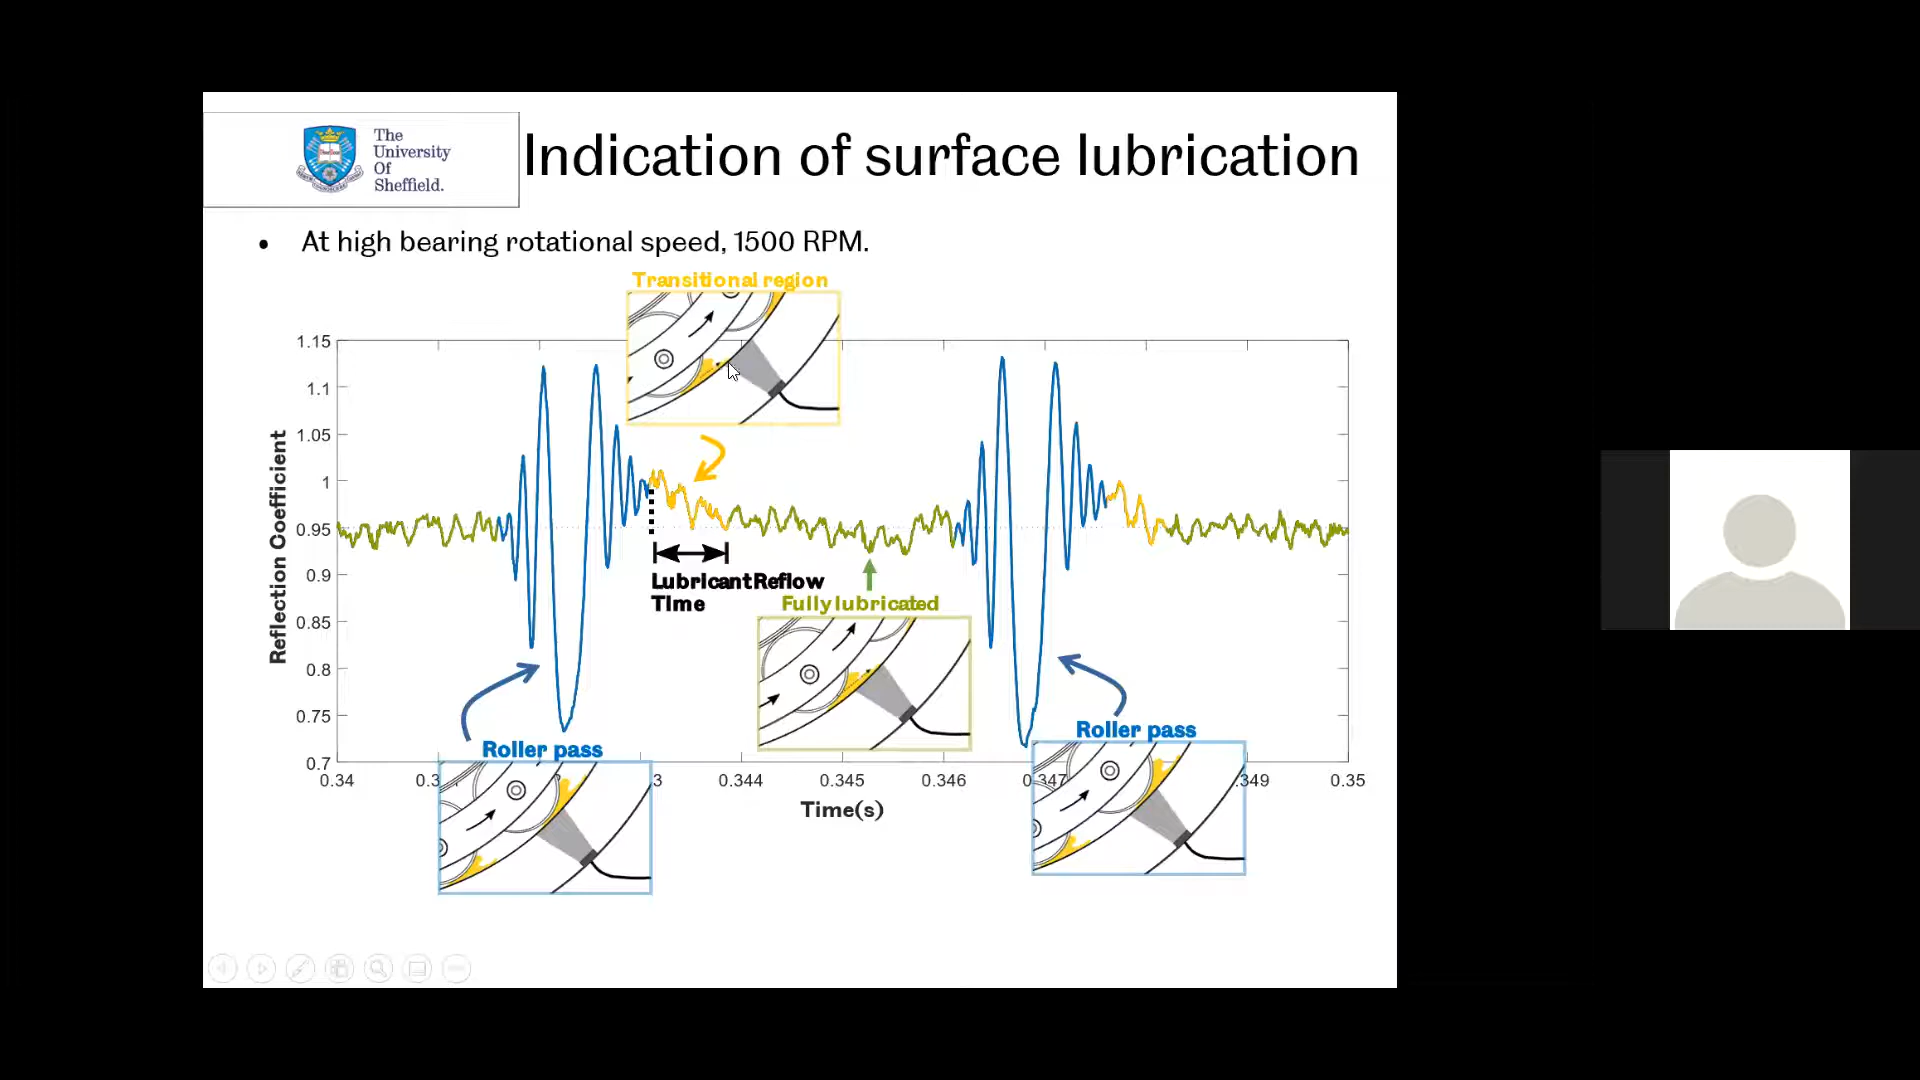 The
University
Of
Sheffield.
Indication of surface lubrication
• At high bearing rotational speed, 1500 RPM.
Transitional region
1.15
1.1
1.05
1
0.95
0.9
0.85
0.8
0.75
0.7
Reflection Coefficient
Lubricant Reflow
Time
Fully lubricated
Roller pass
Roller pass
0.34
0.344
0.345
0.346
0.347
0.35
Time(s)